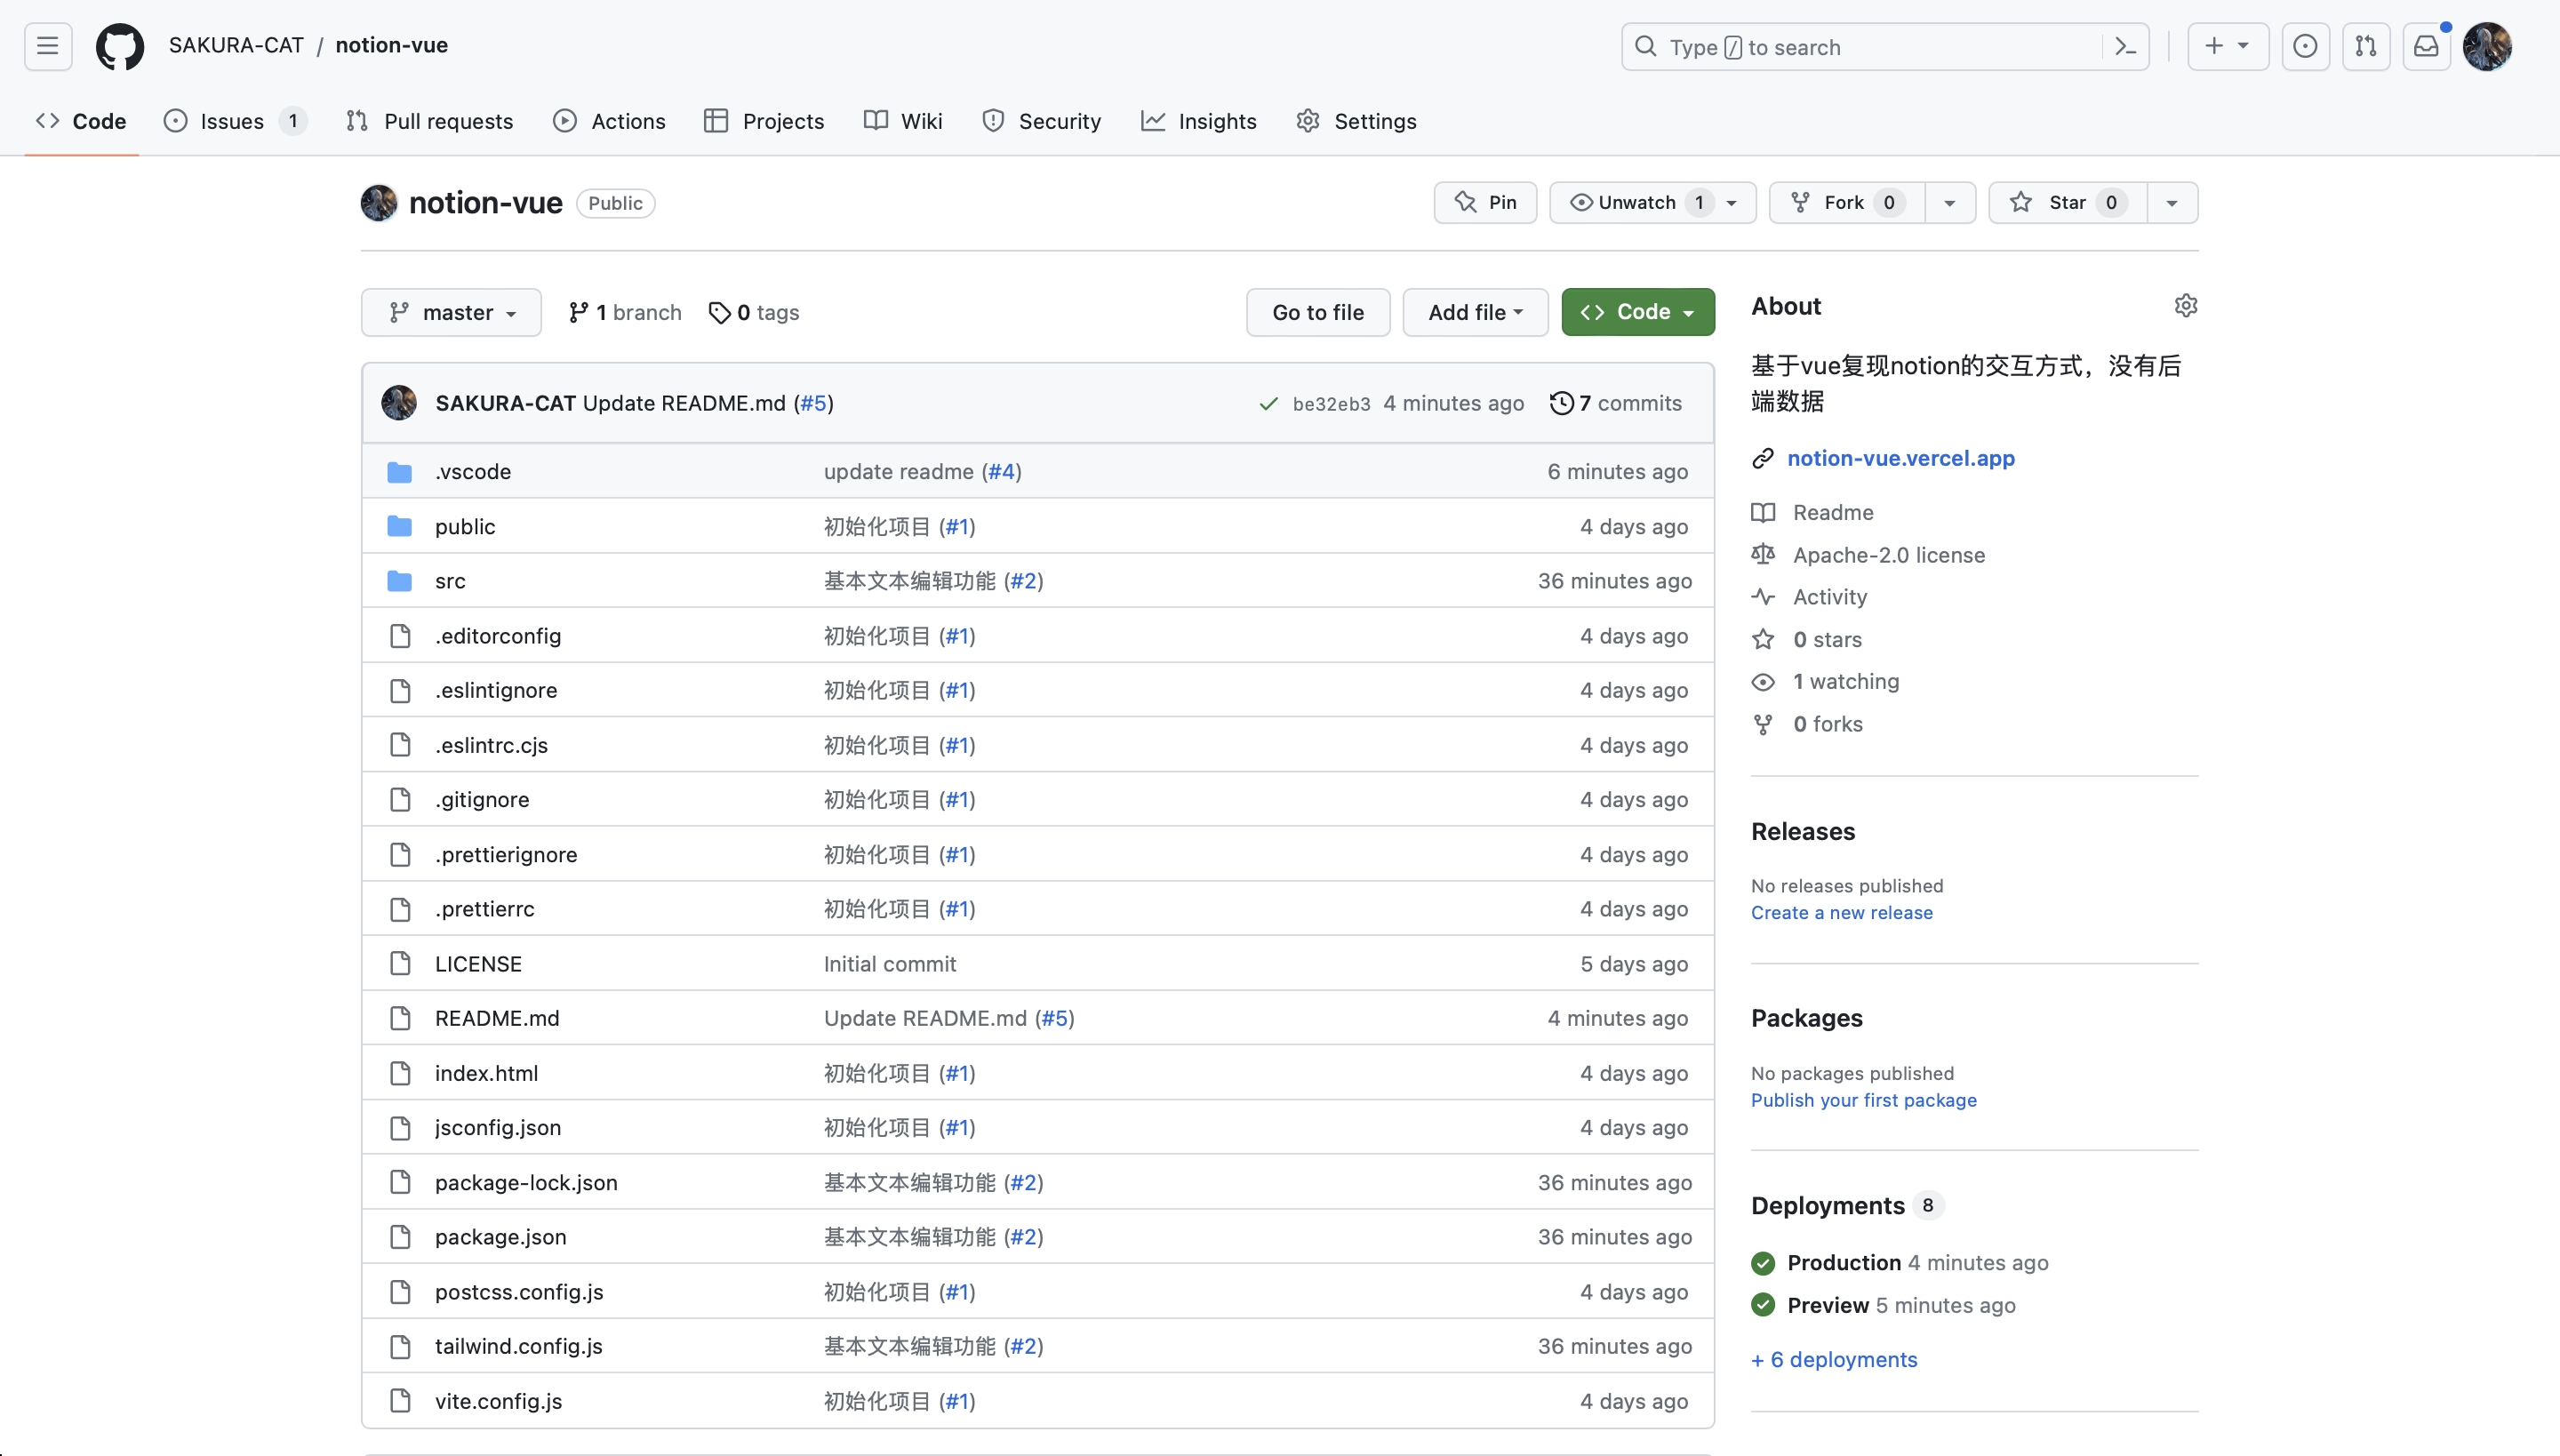 SAKURA-CAT / notion-vue
Type / to search
Code
Issues 1
Pull requests
Actions
Projects
Wiki
Security
Insights
Settings
notion-vue Public
Pin
Unwatch 1
Fork 0
Star 0
master
1 branch
0 tags
Go to file
Add file
Code
SAKURA-CAT Update README.md (#5)
be32eb3 4 minutes ago
7 commits
.vscode update readme (#4) 6 minutes ago
public 初始化项目 (#1) 4 days ago
src 基本文本编辑功能 (#2) 36 minutes ago
.editorconfig 初始化项目 (#1) 4 days ago
.eslintignore 初始化项目 (#1) 4 days ago
.eslintrc.cjs 初始化项目 (#1) 4 days ago
.gitignore 初始化项目 (#1) 4 days ago
.prettierignore 初始化项目 (#1) 4 days ago
.prettierrc 初始化项目 (#1) 4 days ago
LICENSE Initial commit 5 days ago
README.md Update README.md (#5) 4 minutes ago
index.html 初始化项目 (#1) 4 days ago
jsconfig.json 初始化项目 (#1) 4 days ago
package-lock.json 基本文本编辑功能 (#2) 36 minutes ago
package.json 基本文本编辑功能 (#2) 36 minutes ago
postcss.config.js 初始化项目 (#1) 4 days ago
tailwind.config.js 基本文本编辑功能 (#2) 36 minutes ago
vite.config.js 初始化项目 (#1) 4 days ago
About
基于vue复现notion的交互方式，没有后
端数据
notion-vue.vercel.app
Readme
Apache-2.0 license
Activity
0 stars
1 watching
0 forks
Releases
No releases published
Create a new release
Packages
No packages published
Publish your first package
Deployments 8
Production 4 minutes ago
Preview 5 minutes ago
+ 6 deployments